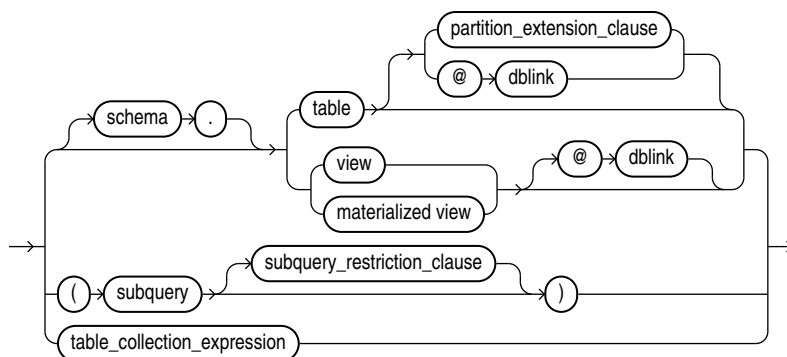 partition_extension_clause
@ dblink
schema . table
view @ dblink
materialized view
( subquery subquery_restriction_clause )
table_collection_expression